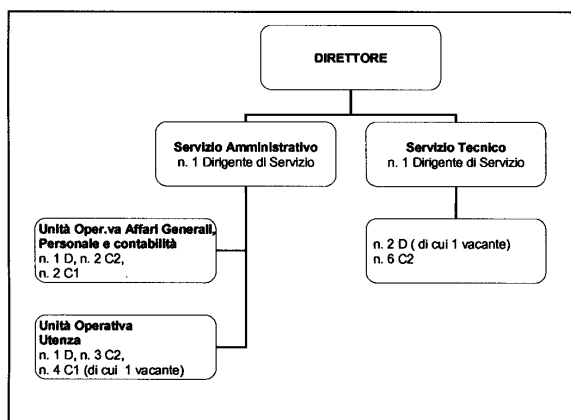 DIRETTORE
Servizio Amministrativo
n. 1 Dirigente di Servizio
Servizio Tecnico
n. 1 Dirigente di Servizio
Unità Oper.va Affari Generali,
Personale e contabilità
n. 1 D, n. 2 C2,
n. 2 C1
n. 2 D ( di cui 1 vacante)
n. 6 C2
Unità Operativa
Utenza
n. 1 D, n. 3 C2,
n. 4 C1 (di cui 1 vacante)